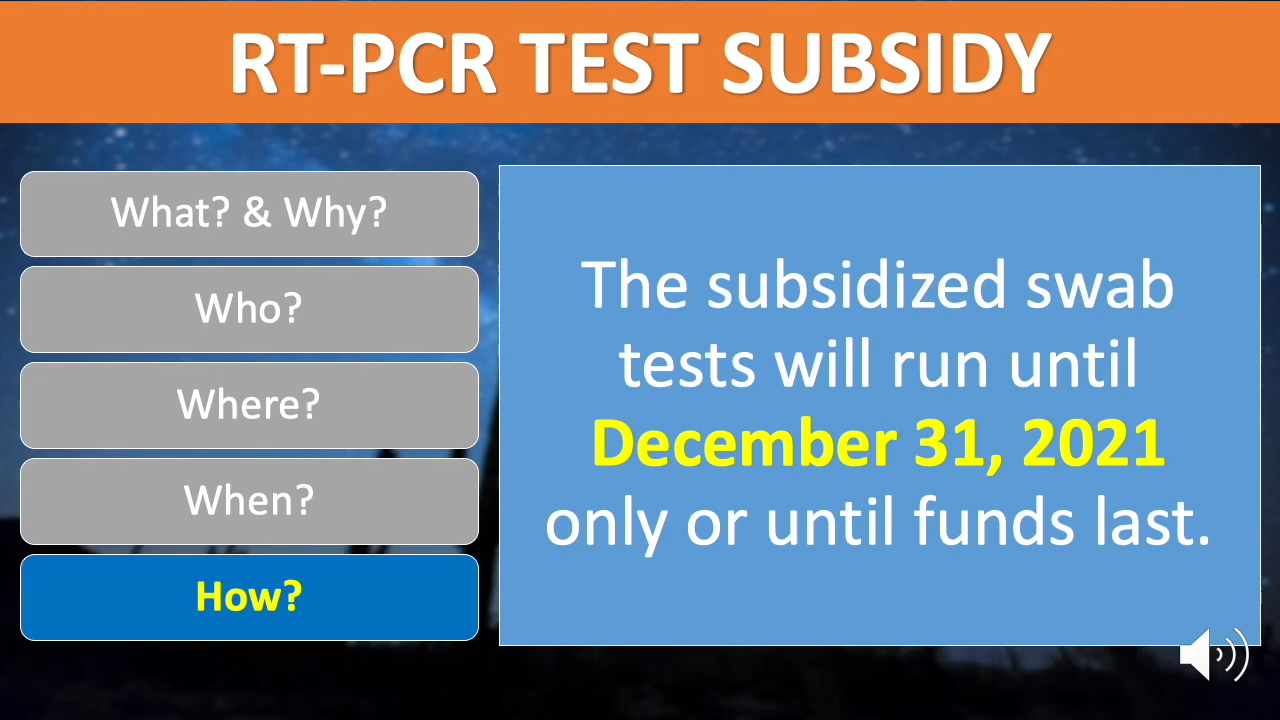 RT-PCR TEST SUBSIDY
What? & Why?
Who?
Where?
When?
How?
The subsidized swab
tests will run until
December 31, 2021
only or until funds last.